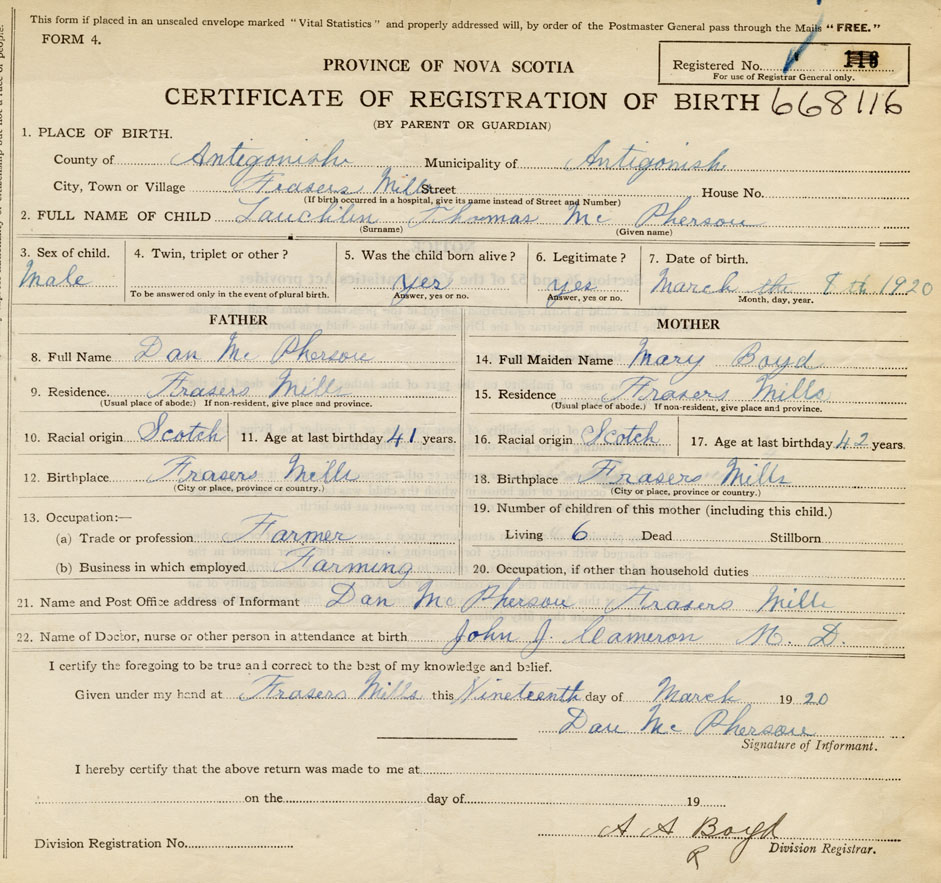 This form if placed in an unsealed envelope marked "Vital Statistics" and properly addressed will, by order of the Postmaster General pass through the Mails "FREE."
FORM 4.
Registered No. 116
For use of Registrar General only.
PROVINCE OF NOVA SCOTIA
CERTIFICATE OF REGISTRATION OF BIRTH 668116
(BY PARENT OR GUARDIAN)
1. PLACE OF BIRTH.
County of Antigonish Municipality of Antigonish
City, Town or Village Frasers Mills Street House No.
(If birth occurred in a hospital, give its name instead of Street and Number)
2. FULL NAME OF CHILD Lauchlin Thomas Mc Pherson
(Surname) (Given name)
3. Sex of child. 4. Twin, triplet or other? 5. Was the child born alive? 6. Legitimate? 7. Date of birth.
Male yes yes March the 8 th 1920
To be answered only in the event of plural birth. Answer, yes or no. Answer, yes or no. Month, day, year.
FATHER
8. Full Name Dan Mc Pherson
9. Residence. Frasers Mills
(Usual place of abode.) If non-resident, give place and province.
10. Racial origin Scotch 11. Age at last birthday 41 years.
12. Birthplace Frasers Mills
(City or place, province or country.)
13. Occupation:—
(a) Trade or profession Farmer
(b) Business in which employed Farming
MOTHER
14. Full Maiden Name Mary Boyd
15. Residence Frasers Mills
(Usual place of abode.) If non-resident, give place and province.
16. Racial origin Scotch 17. Age at last birthday 42 years.
18. Birthplace Frasers Mills
(City or place, province or country.)
19. Number of children of this mother (including this child.)
Living 6 Dead Stillborn
20. Occupation, if other than household duties
21. Name and Post Office address of Informant Dan Mc Pherson Frasers Mills
22. Name of Doctor, nurse or other person in attendance at birth John J. Cameron M. D.
I certify the foregoing to be true and correct to the best of my knowledge and belief.
Given under my hand at Frasers Mills this Nineteenth day of March 1920
Dan Mc Pherson
Signature of Informant.
I hereby certify that the above return was made to me at
on the day of 19
A A Boyd
Division Registration No. R Division Registrar.